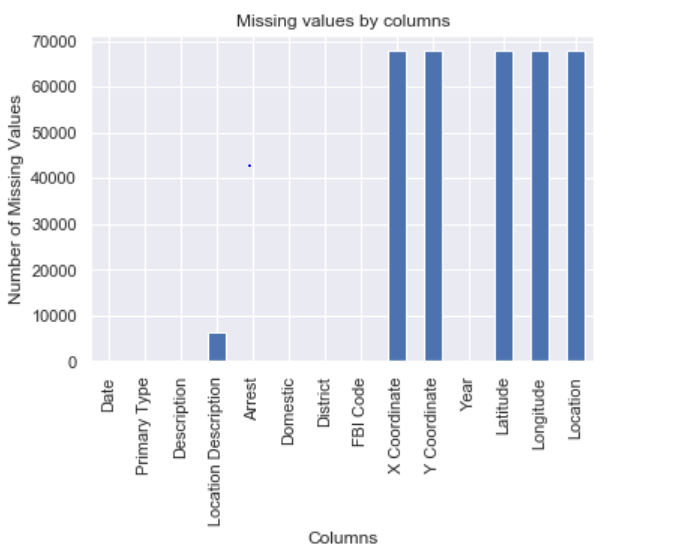 Missing values by columns
Number of Missing Values
70000
60000
50000
40000
30000
20000
10000
0
Date
Primary Type
Description
Location Description
Arrest
Domestic
District
FBI Code
X Coordinate
Y Coordinate
Year
Latitude
Longitude
Location
Columns